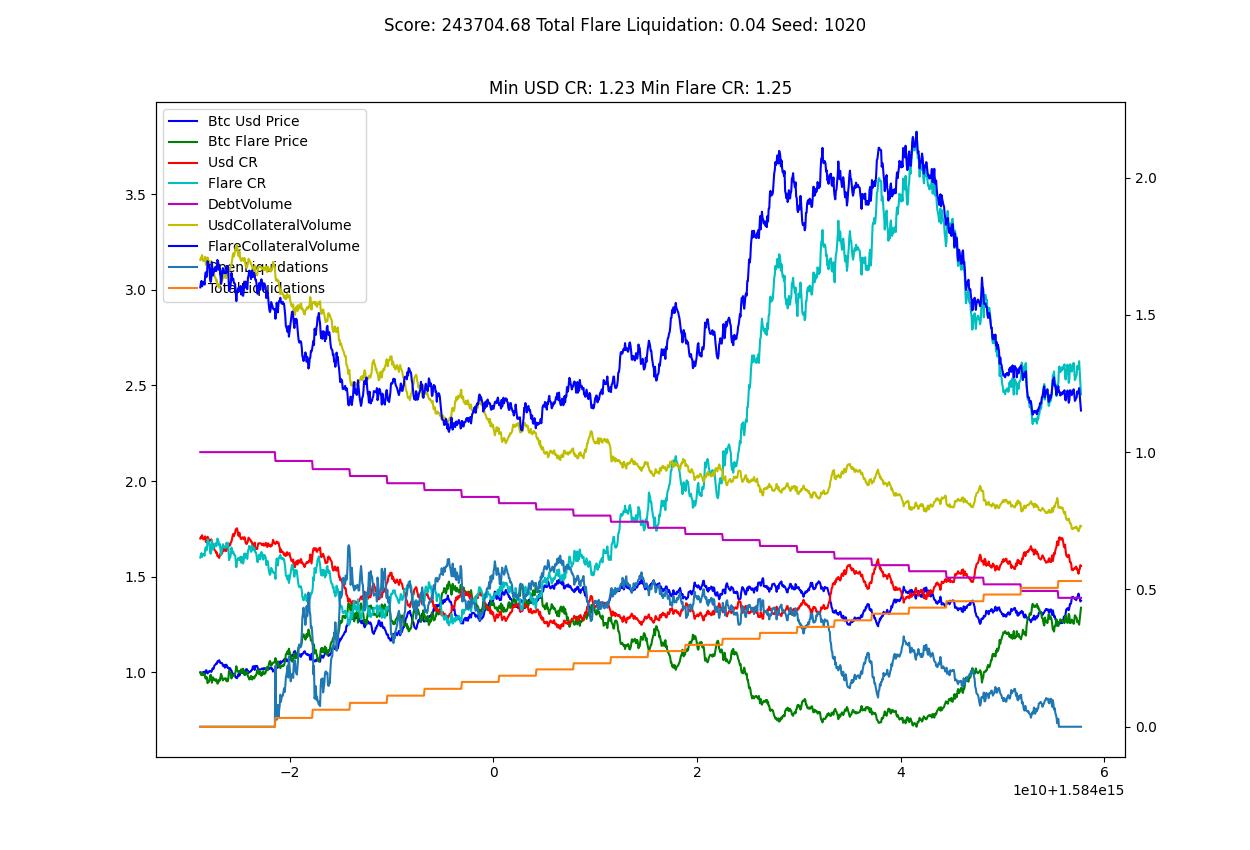 Score: 243704.68 Total Flare Liquidation: 0.04 Seed: 1020
Min USD CR: 1.23 Min Flare CR: 1.25
Btc Usd Price
Btc Flare Price
Usd CR
Flare CR
DebtVolume
UsdCollateralVolume
FlareCollateralVolume
OpenLiquidations
TotalLiquidations
3.5
3.0
2.5
2.0
1.5
1.0
2.0
1.5
1.0
0.5
0.0
−2
0
2
4
6
1e10+1.584e15